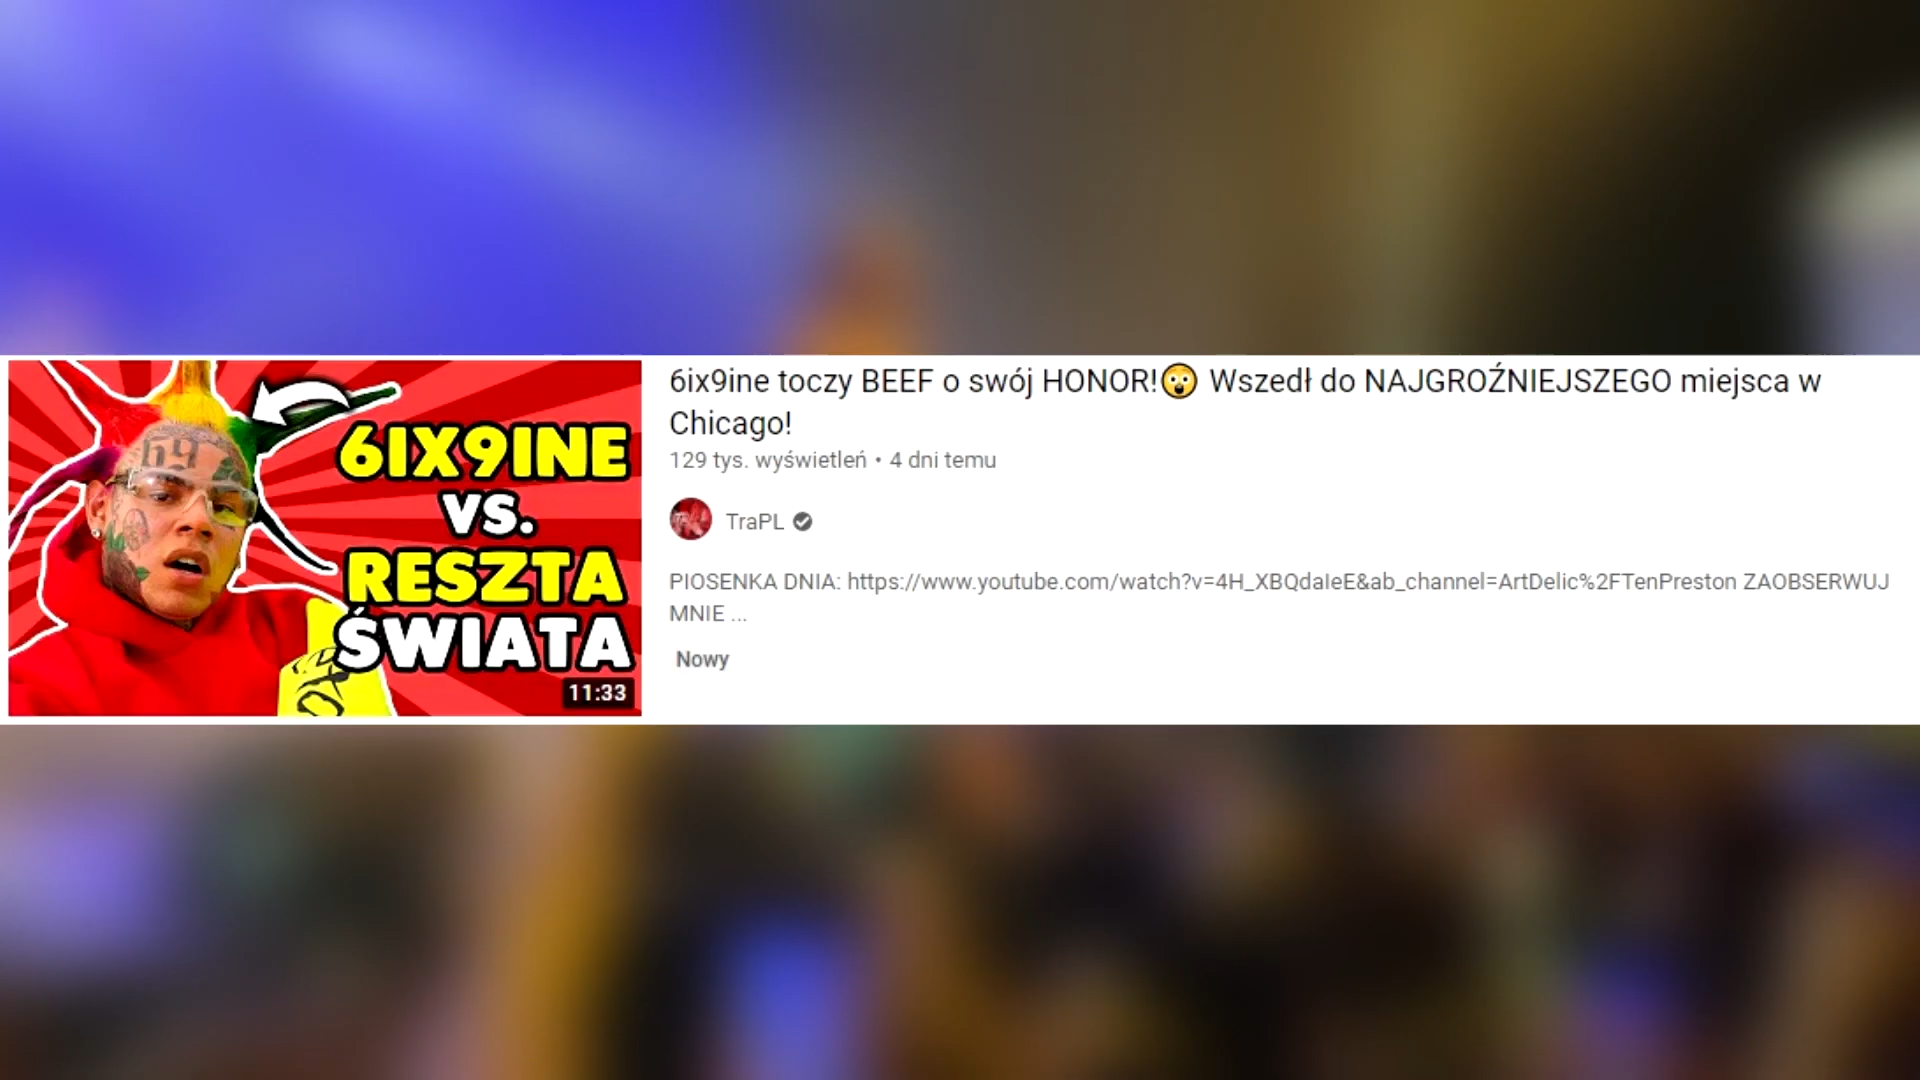 6ix9ine toczy BEEF o swój HONOR!😲 Wszedł do NAJGROŹNIEJSZEGO miejsca w
Chicago!
129 tys. wyświetleń • 4 dni temu
TraPL
PIOSENKA DNIA: https://www.youtube.com/watch?v=4H_XBQdaIeE&ab_channel=ArtDelic%2FTenPreston ZAOBSERWUJ
MNIE ...
Nowy
69
6IX9INE
VS.
RESZTA
ŚWIATA
11:33